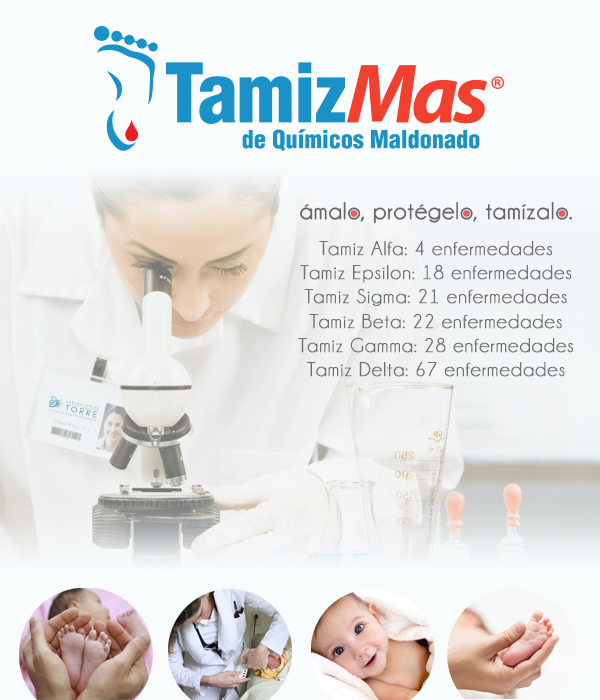 TamizMas®
de Químicos Maldonado
ámalo, protégelo, tamízalo.
Tamiz Alfa: 4 enfermedades
Tamiz Epsilon: 18 enfermedades
Tamiz Sigma: 21 enfermedades
Tamiz Beta: 22 enfermedades
Tamiz Gamma: 28 enfermedades
Tamiz Delta: 67 enfermedades
TORRE
250